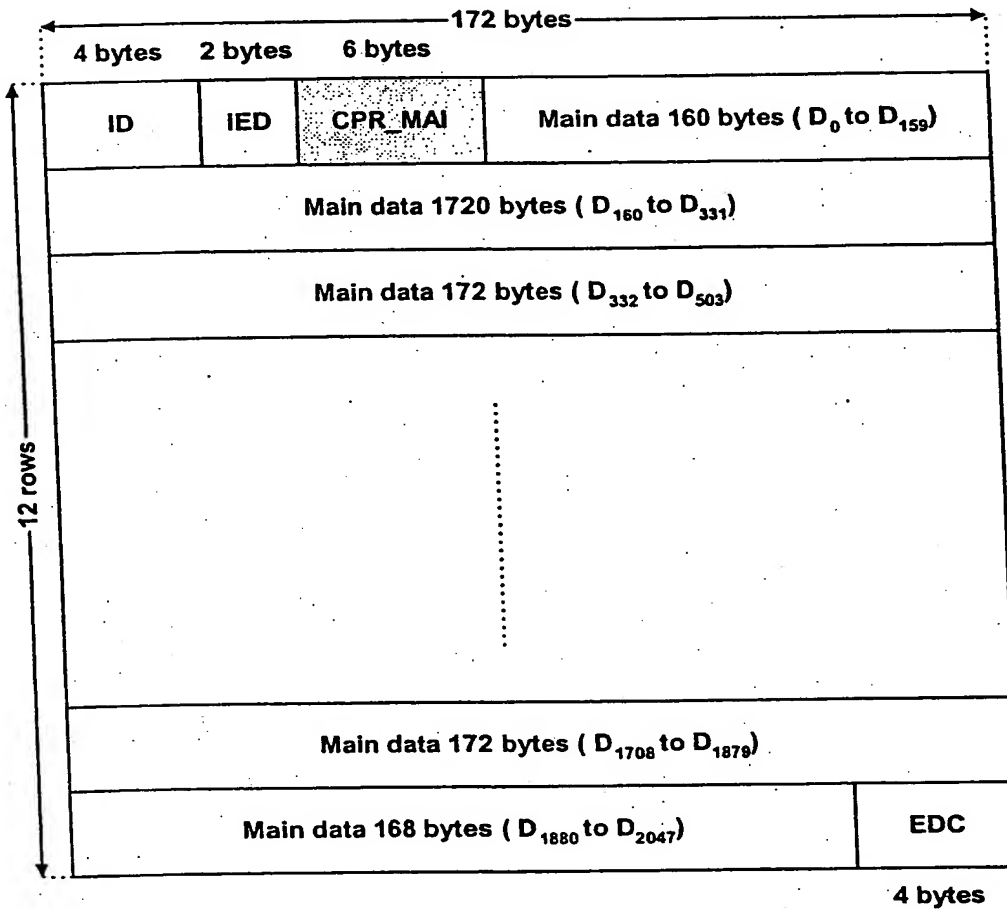 172 bytes
4 bytes 2 bytes 6 bytes
ID IED CPR_MAI Main data 160 bytes ( D0 to D159)
Main data 1720 bytes ( D160 to D331)
Main data 172 bytes ( D332 to D503)
12 rows
Main data 172 bytes ( D1708 to D1879)
Main data 168 bytes ( D1880 to D2047) EDC
4 bytes